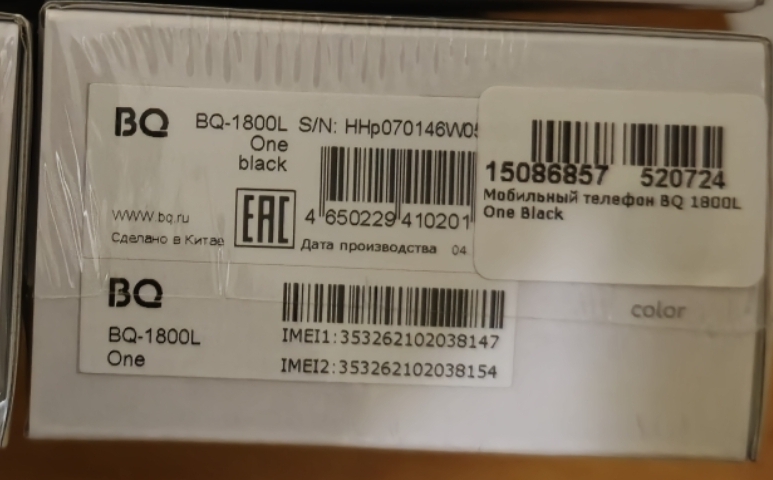 BQ
BQ-1800L S/N: HHp070146W05
One
black
4 650229 410201
www.bq.ru
Сделано в Китае
EAC
Дата производства 04
15086857 520724
Мобильный телефон BQ 1800L
One Black
BQ
BQ-1800L
One
IMEI1:353262102038147
IMEI2:353262102038154
color